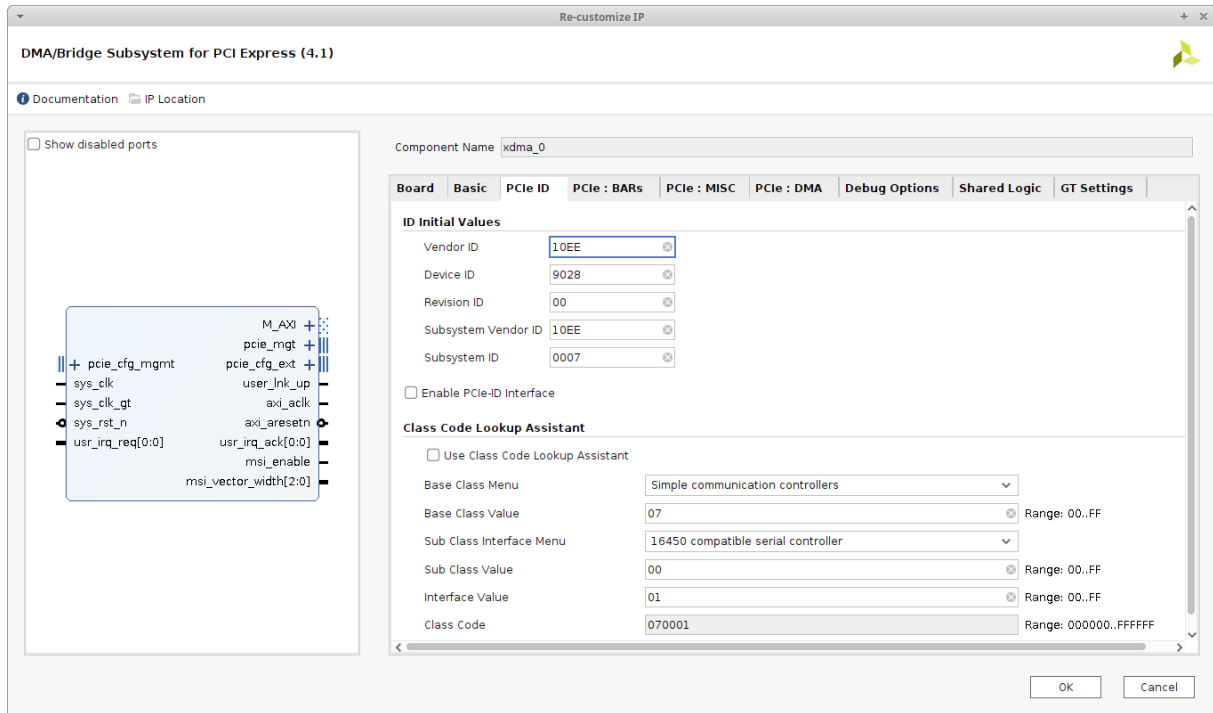 Re-customize IP
DMA/Bridge Subsystem for PCI Express (4.1)
Documentation IP Location
Show disabled ports
M_AXI
pcie_mgt
pcie_cfg_mgmt pcie_cfg_ext
sys_clk user_lnk_up
sys_clk_gt axi_aclk
sys_rst_n axi_aresetn
usr_irq_req[0:0] usr_irq_ack[0:0]
msi_enable
msi_vector_width[2:0]
Component Name xdma_0
Board Basic PCIe ID PCIe : BARs PCIe : MISC PCIe : DMA Debug Options Shared Logic GT Settings
ID Initial Values
Vendor ID 10EE
Device ID 9028
Revision ID 00
Subsystem Vendor ID 10EE
Subsystem ID 0007
Enable PCIe-ID Interface
Class Code Lookup Assistant
Use Class Code Lookup Assistant
Base Class Menu Simple communication controllers
Base Class Value 07 Range: 00..FF
Sub Class Interface Menu 16450 compatible serial controller
Sub Class Value 00 Range: 00..FF
Interface Value 01 Range: 00..FF
Class Code 070001 Range: 000000..FFFFFF
OK Cancel